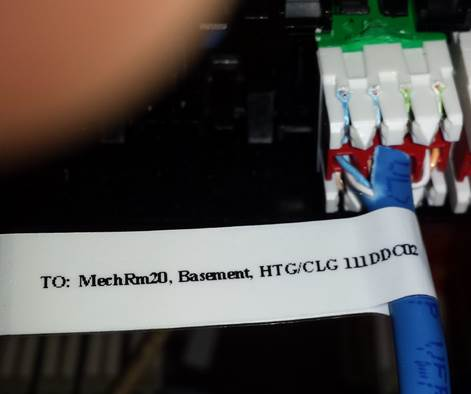 TO: MechRm20, Basement, HTG/CLG 111DDC02